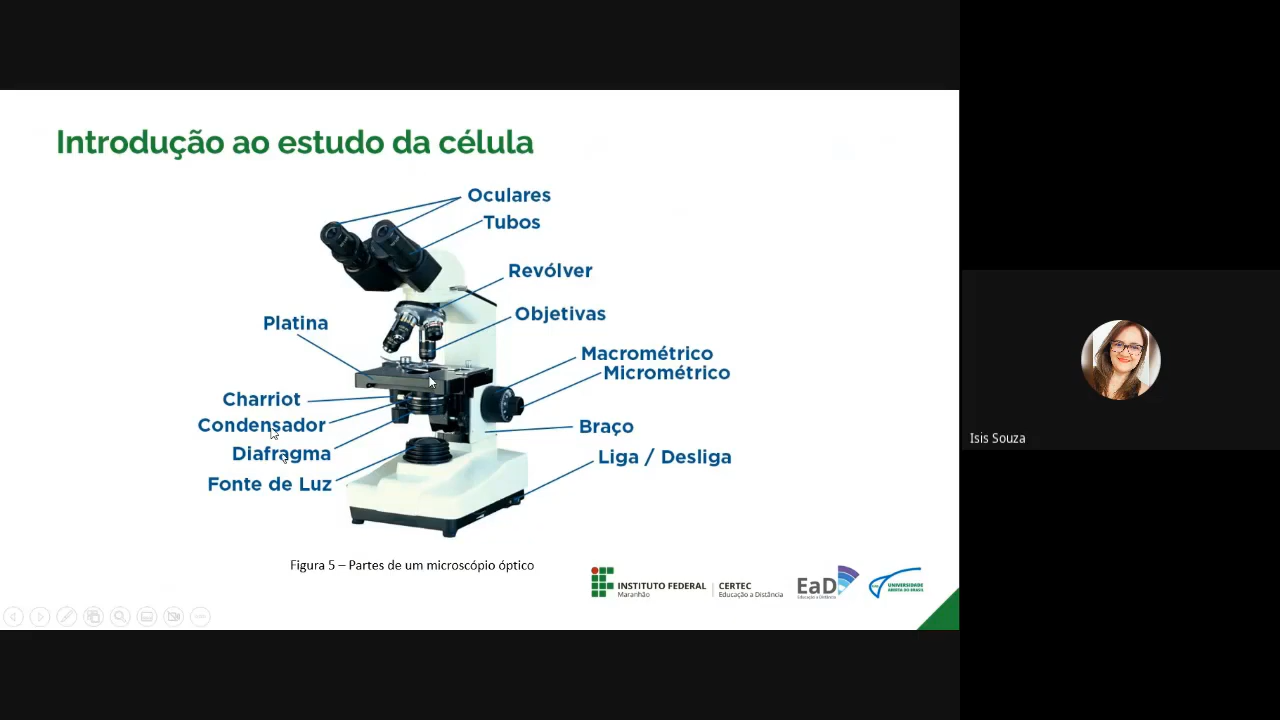 Introdução ao estudo da célula
Oculares
Tubos
Revólver
Objetivas
Platina
Macrométrico
Micrométrico
Charriot
Condensador
Braço
Diafragma
Liga / Desliga
Fonte de Luz
Figura 5 – Partes de um microscópio óptico
INSTITUTO FEDERAL
Maranhão
CERTEC
Educação a Distância
EaD
Educação a Distância
UNIVERSIDADE
ABERTA DO BRASIL
Isis Souza